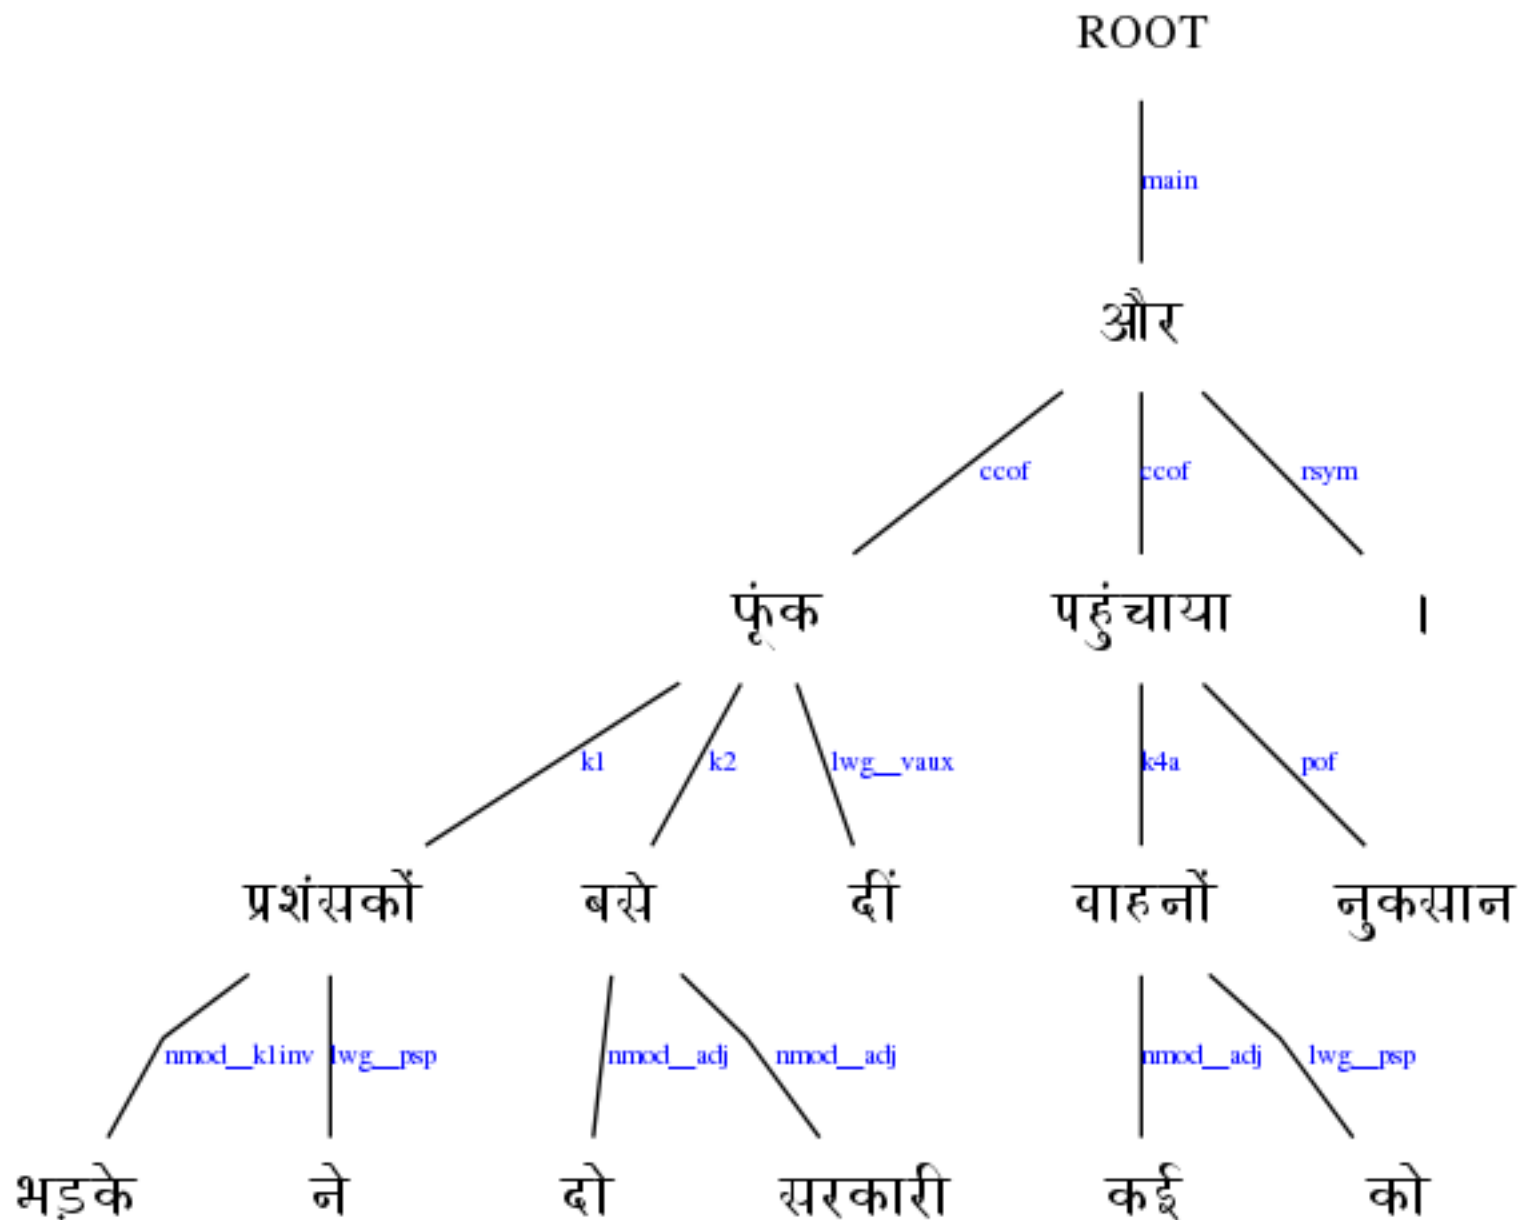 ROOT
main
और
ccof ccof rsym
फूंक पहुंचाया ।
k1 k2 lwg__vaux k4a pof
प्रशंसकों बसे दीं वाहनों नुकसान
nmod__k1inv lwg__psp nmod__adj nmod__adj nmod__adj lwg__psp
भड़के ने दो सरकारी कई को